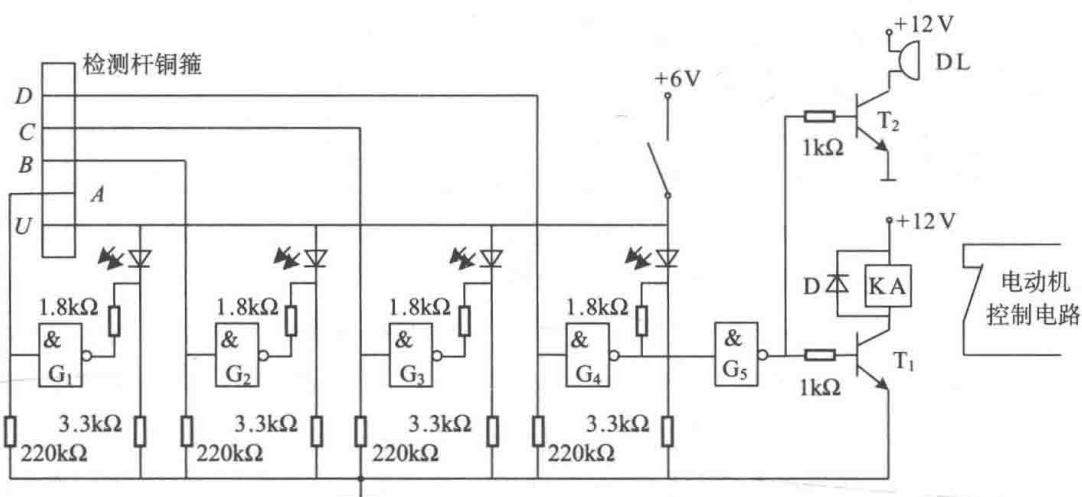 检测杆铜箍
D
C
B
A
U
+6V
+12V
DL
T₂
1kΩ
+12V
D
KA
电动机
控制电路
T₁
1kΩ
1.8kΩ
1.8kΩ
1.8kΩ
1.8kΩ
&
G₁
&
G₂
&
G₃
&
G₄
&
G₅
3.3kΩ
3.3kΩ
3.3kΩ
3.3kΩ
220kΩ
220kΩ
220kΩ
220kΩ